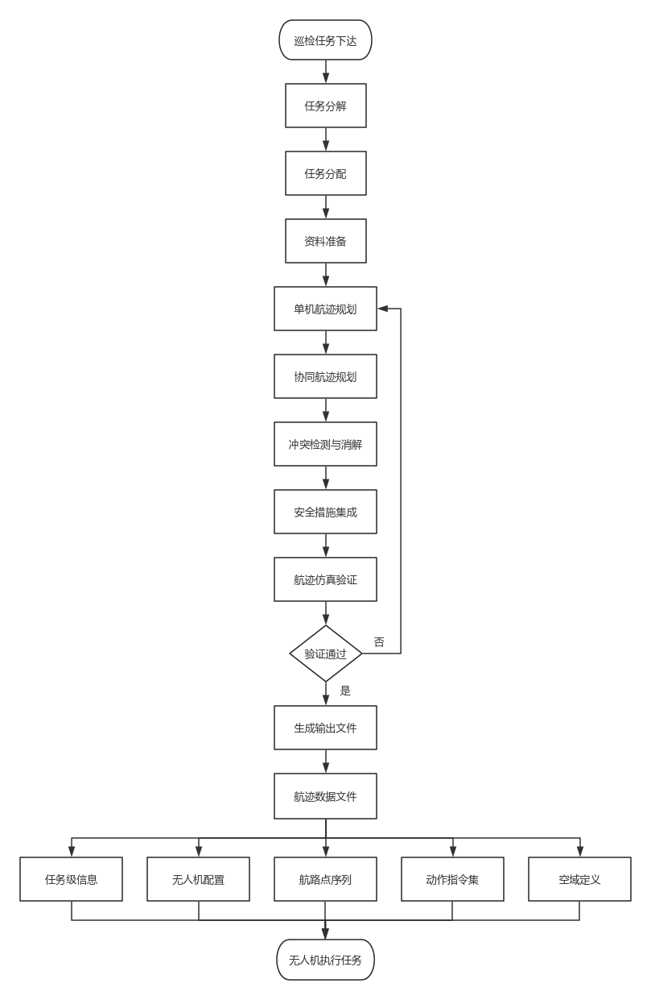 巡检任务下达
任务分解
任务分配
资料准备
单机航迹规划
协同航迹规划
冲突检测与消解
安全措施集成
航迹仿真验证
否
验证通过
是
生成输出文件
航迹数据文件
任务级信息
无人机配置
航路点序列
动作指令集
空域定义
无人机执行任务